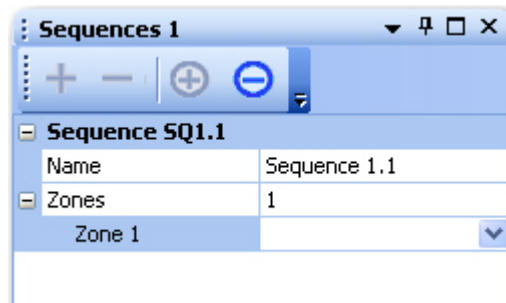 Sequences 1
Sequence SQ1.1
Name Sequence 1.1
Zones 1
Zone 1